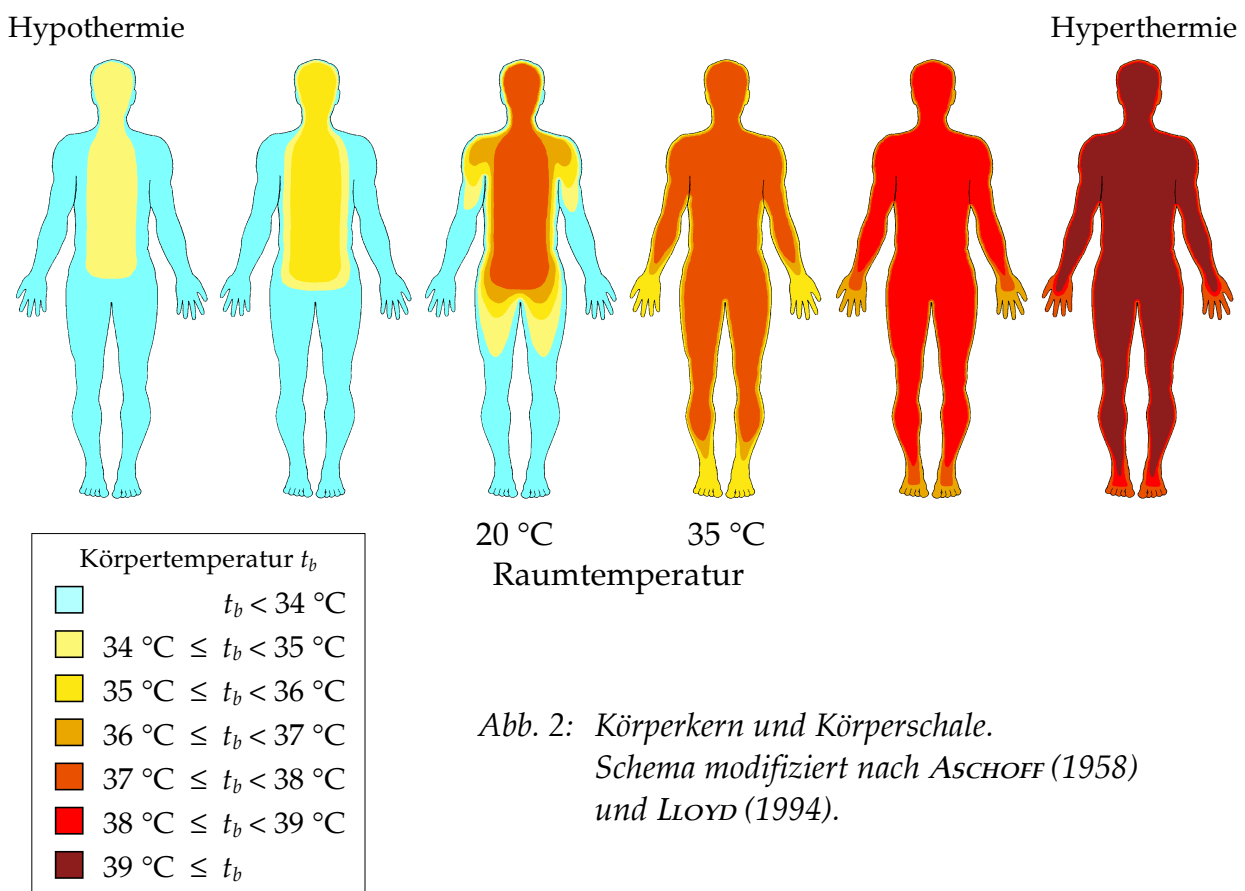 Hypothermie
Hyperthermie
20 °C
35 °C
Raumtemperatur
Körpertemperatur t_b
t_b < 34 °C
34 °C ≤ t_b < 35 °C
35 °C ≤ t_b < 36 °C
36 °C ≤ t_b < 37 °C
37 °C ≤ t_b < 38 °C
38 °C ≤ t_b < 39 °C
39 °C ≤ t_b
Abb. 2: Körperkern und Körperschale.
Schema modifiziert nach ASCHOFF (1958)
und LLOYD (1994).